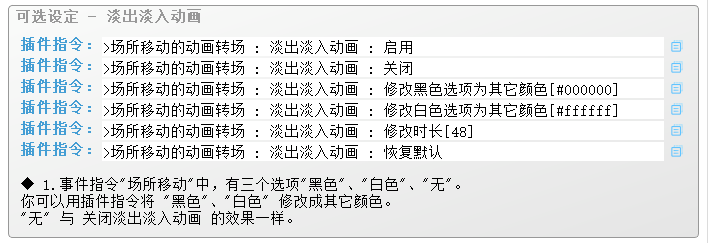 可选设定 - 淡出淡入动画
插件指令: >场所移动的动画转场 : 淡出淡入动画 : 启用
插件指令: >场所移动的动画转场 : 淡出淡入动画 : 关闭
插件指令: >场所移动的动画转场 : 淡出淡入动画 : 修改黑色选项为其它颜色[#000000]
插件指令: >场所移动的动画转场 : 淡出淡入动画 : 修改白色选项为其它颜色[#ffffff]
插件指令: >场所移动的动画转场 : 淡出淡入动画 : 修改时长[48]
插件指令: >场所移动的动画转场 : 淡出淡入动画 : 恢复默认
◆ 1.事件指令"场所移动"中，有三个选项"黑色"、"白色"、"无"。
你可以用插件指令将 "黑色"、"白色" 修改成其它颜色。
"无" 与 关闭淡出淡入动画 的效果一样。